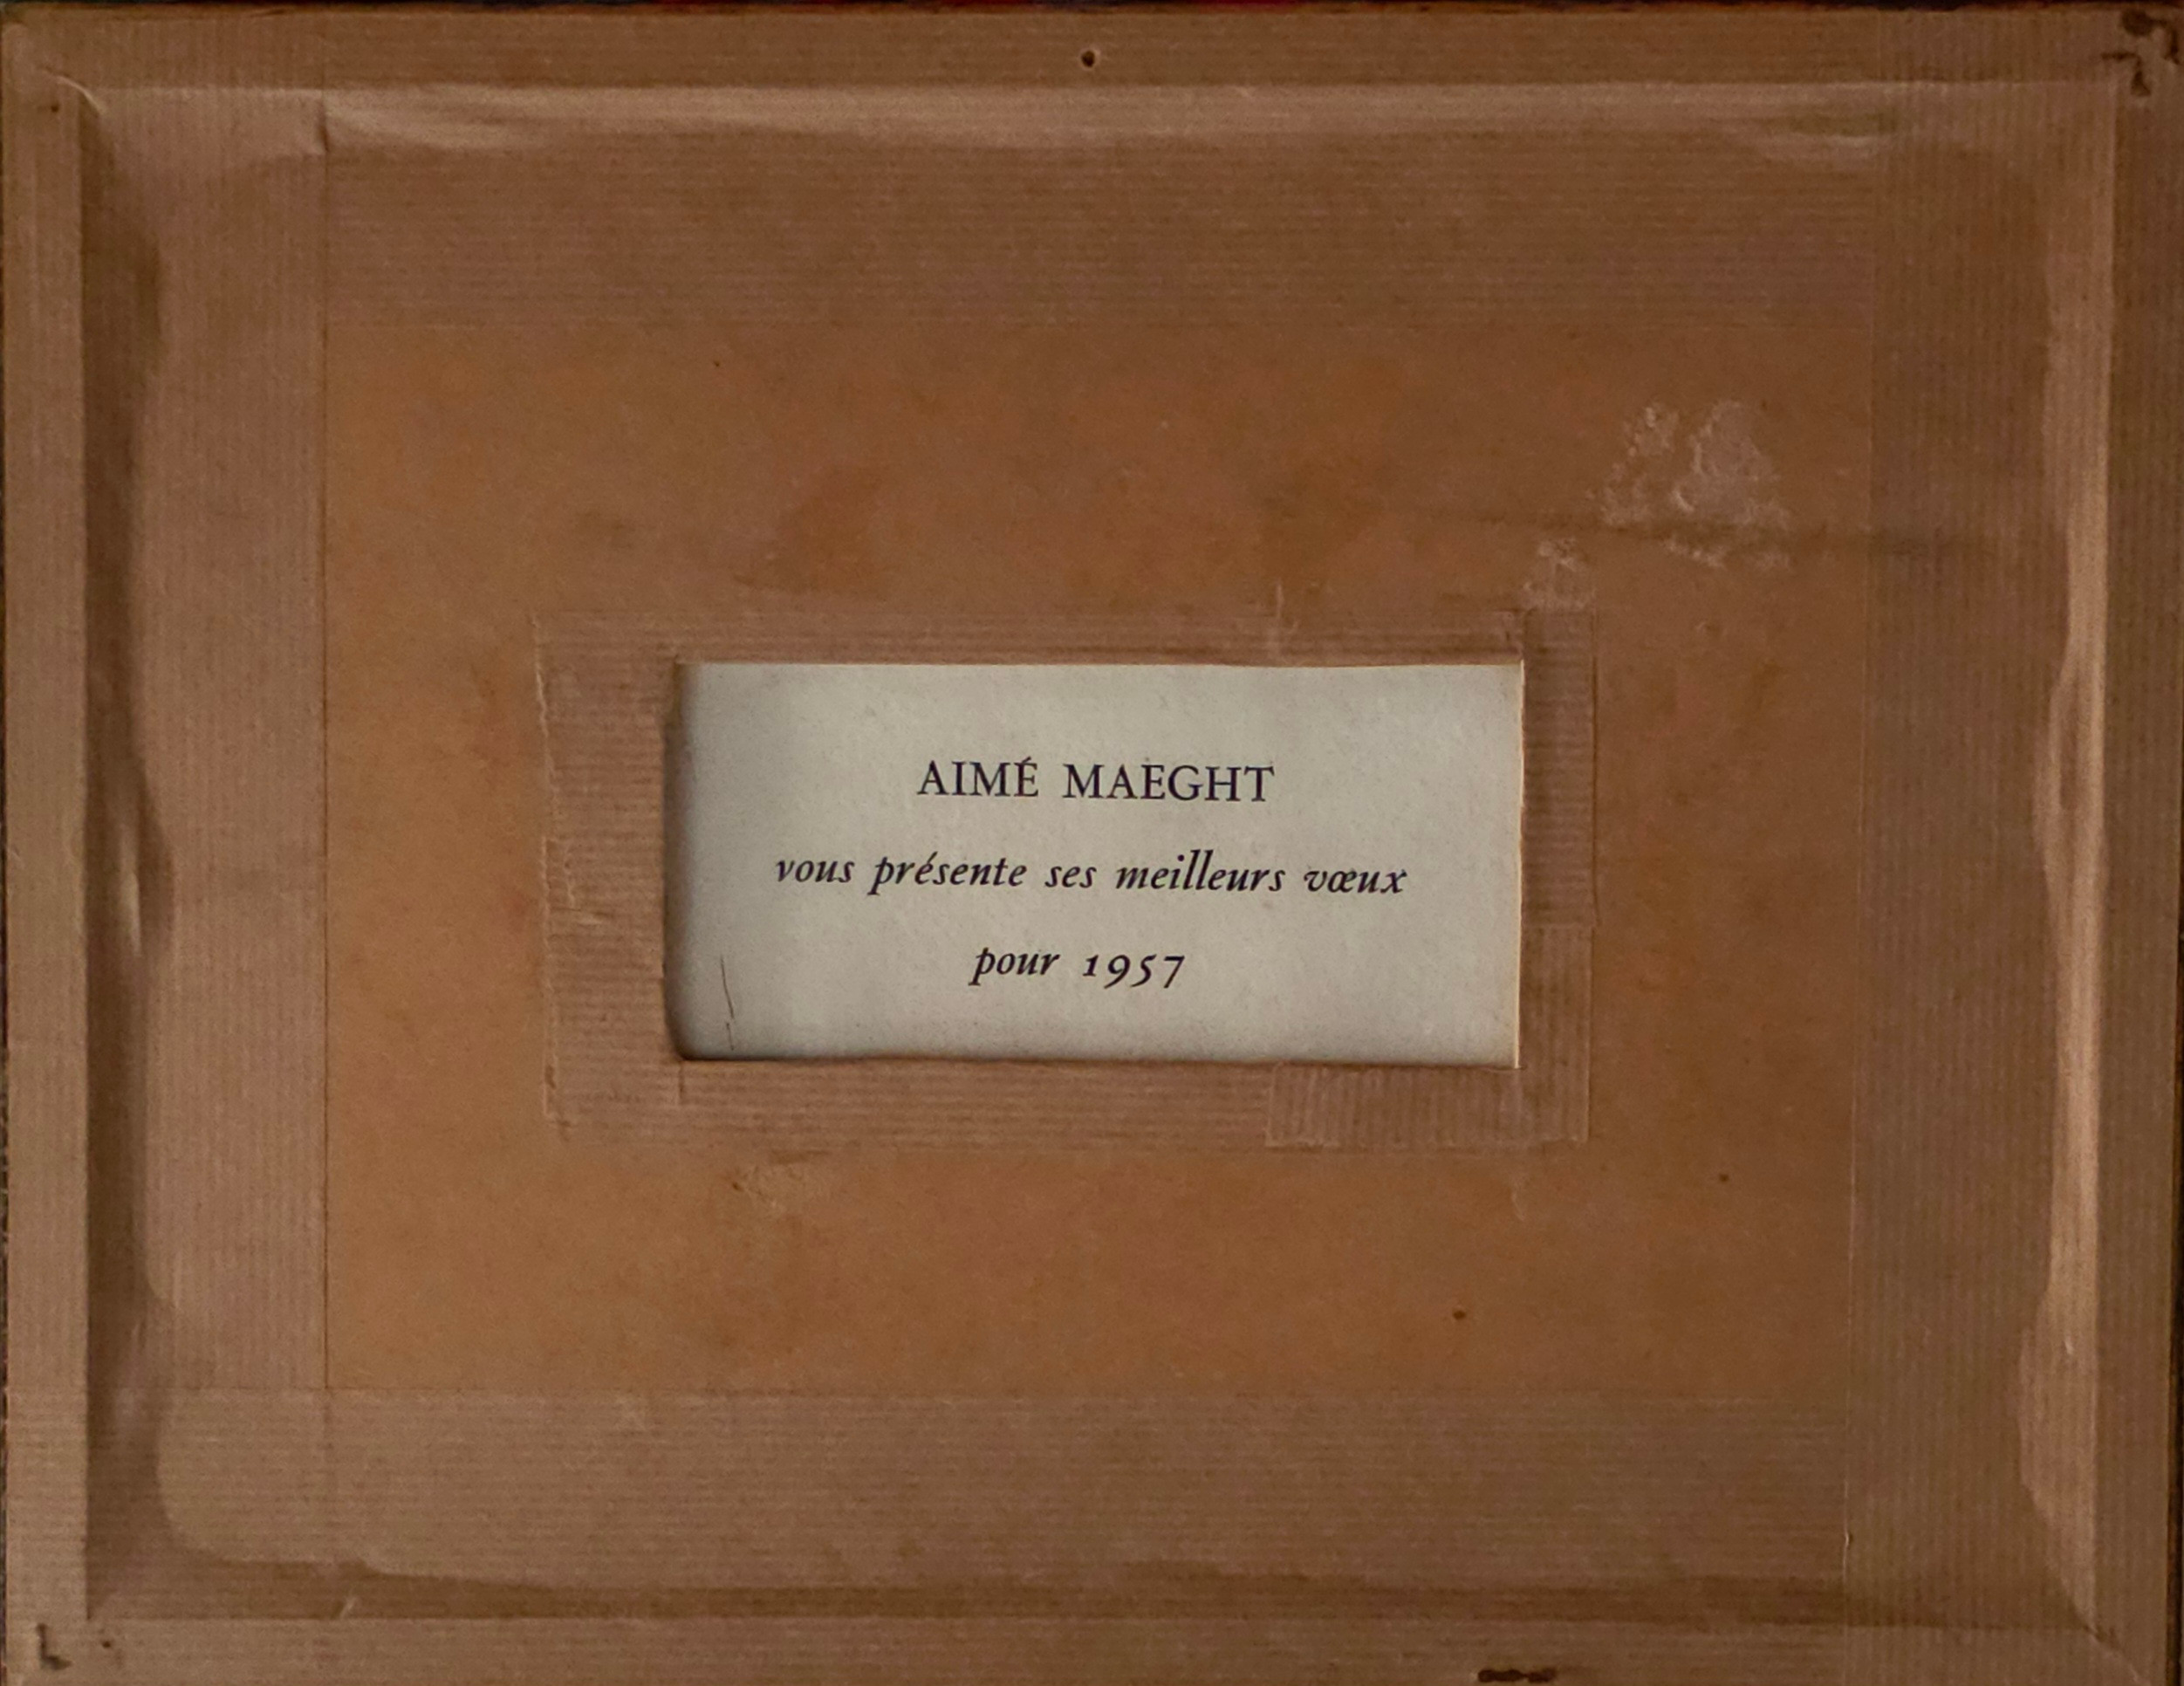 AIMÉ MAEGHT
vous présente ses meilleurs vœux
pour 1957